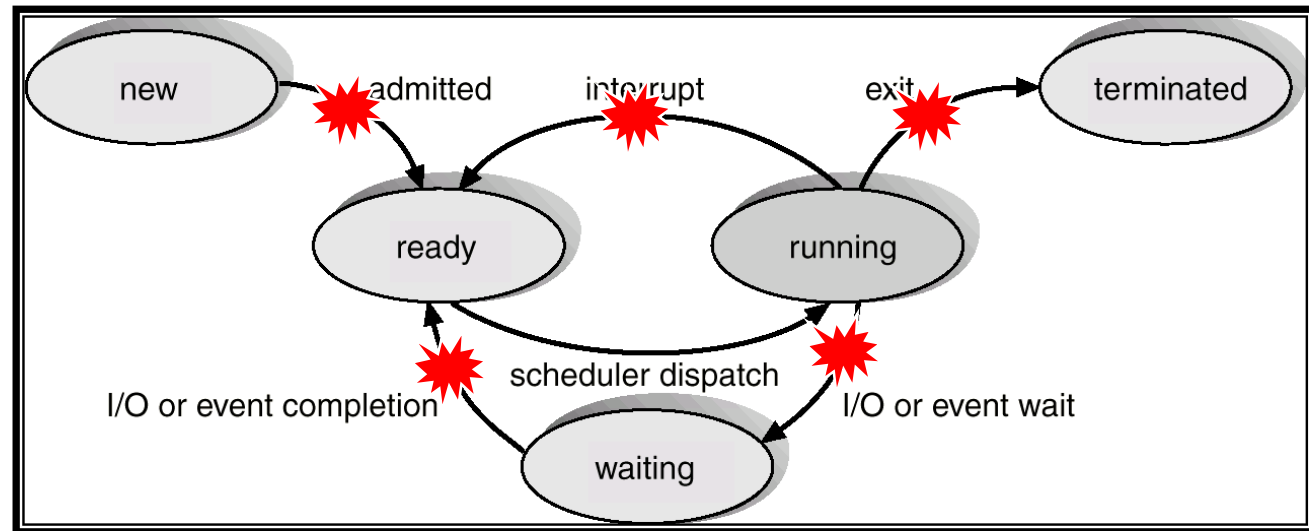 new
admitted
interrupt
exit
terminated
ready
running
scheduler dispatch
I/O or event completion
I/O or event wait
waiting